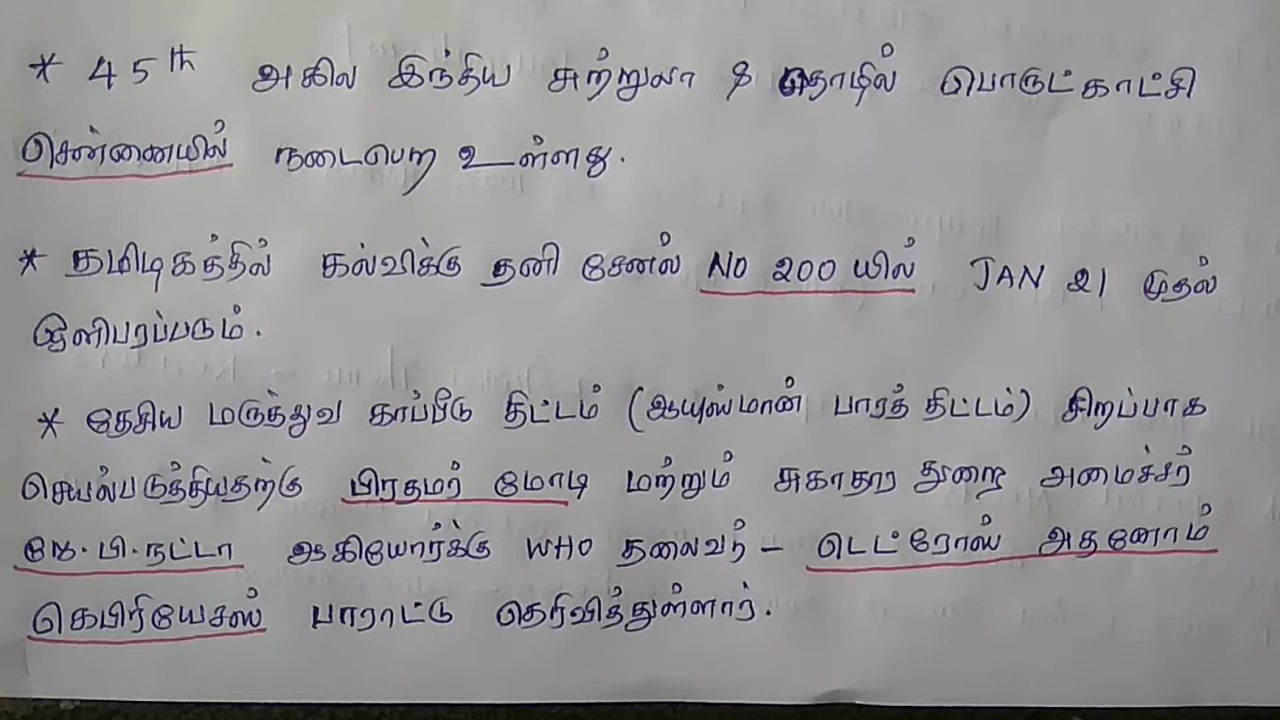 * 45th அகில இந்திய சுற்றுலா & தொழில் பொருட்காட்சி
சென்னையில் நடைபெற உள்ளது.
* தமிழகத்தில் கல்விக்கு தனி சேனல் NO 200 யில் JAN 21 முதல்
ஒளிபரப்படும்.
* தேசிய மருத்துவ காப்பீடு திட்டம் (ஆயுஸ்மான் பாரத் திட்டம்) சிறப்பாக
செயல்படுத்தியதற்கு பிரதமர் மோடி மற்றும் சுகாதார துறை அமைச்சர்
ஜே.பி.நட்டா ஆகியோர்க்கு WHO தலைவர் - டெட்ரோஸ் அதனோம்
கெபிரியேசஸ் பாராட்டு தெரிவித்துள்ளார்.